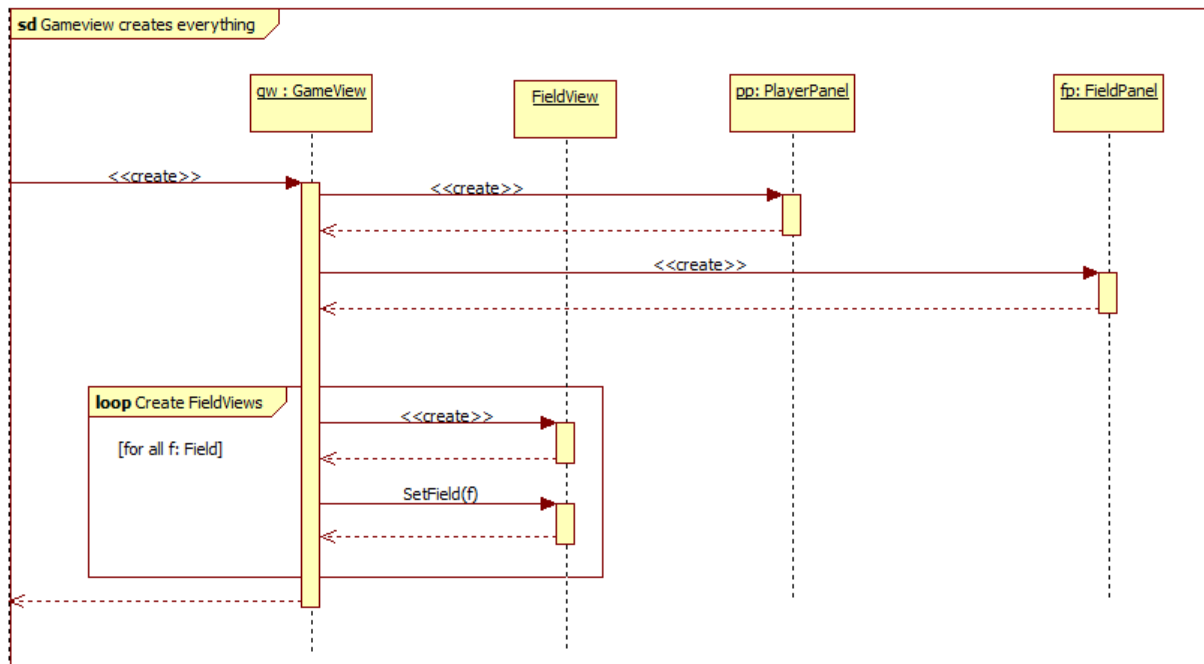 sd Gameview creates everything
gw : GameView
FieldView
pp: PlayerPanel
fp: FieldPanel
<<create>>
<<create>>
<<create>>
loop Create FieldViews
<<create>>
[for all f: Field]
SetField(f)